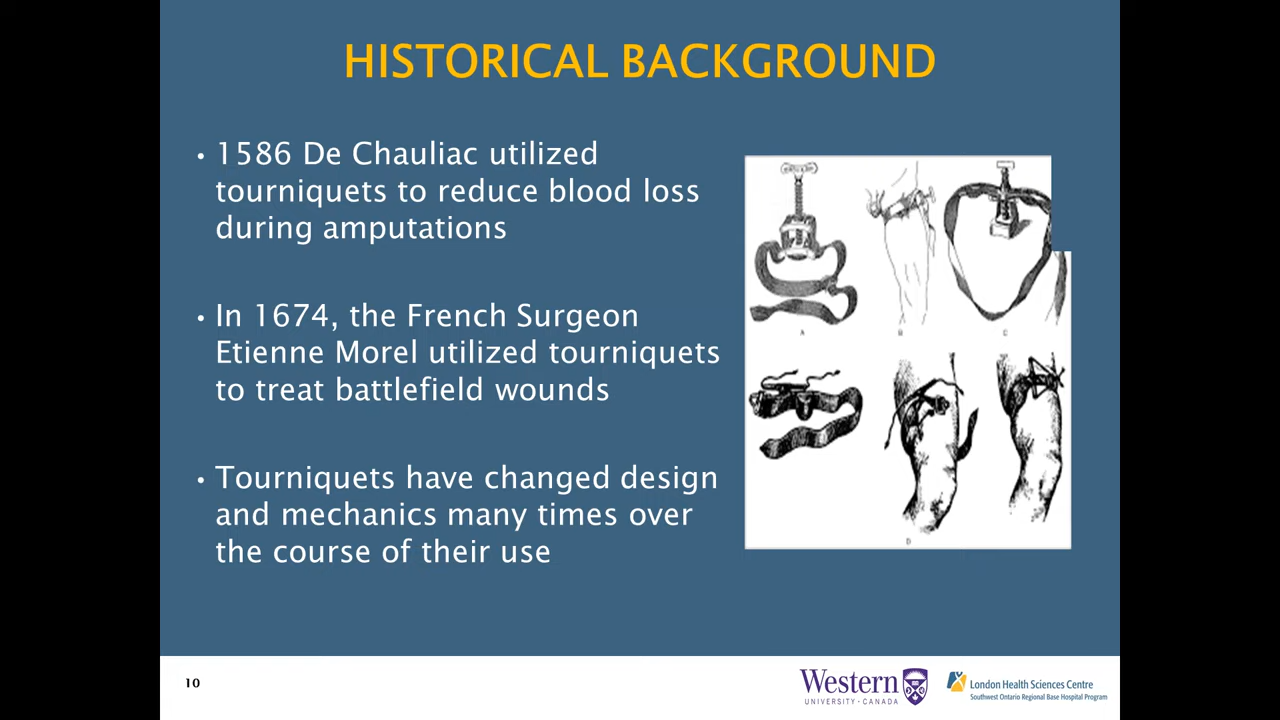 HISTORICAL BACKGROUND
• 1586 De Chauliac utilized
tourniquets to reduce blood loss
during amputations
• In 1674, the French Surgeon
Etienne Morel utilized tourniquets
to treat battlefield wounds
• Tourniquets have changed design
and mechanics many times over
the course of their use
A
B
C
D
10
Western
UNIVERSITY · CANADA
London Health Sciences Centre
Southwest Ontario Regional Base Hospital Program